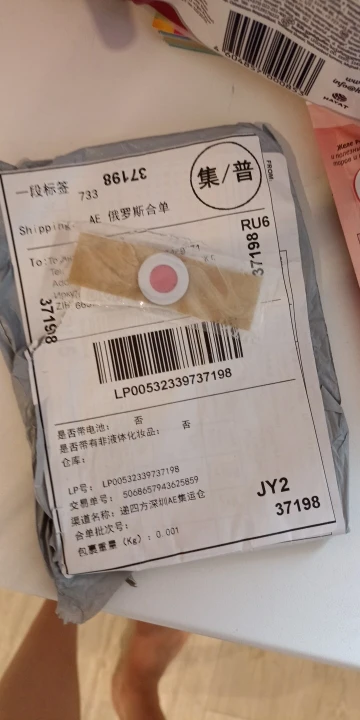 37198
一段标签 733
集/普
FROM:
Shipping: AE 俄罗斯合单
RU6
To:
37198
37198
LP00532339737198
是否带电池: 否
是否带有非液体化妆品: 否
仓库:
LP号: LP00532339737198
交易单号: 5068657943625859
渠道名称: 递四方深圳AE集运仓
合单批次号:
包裹重量 (Kg): 0.001
JY2
37198